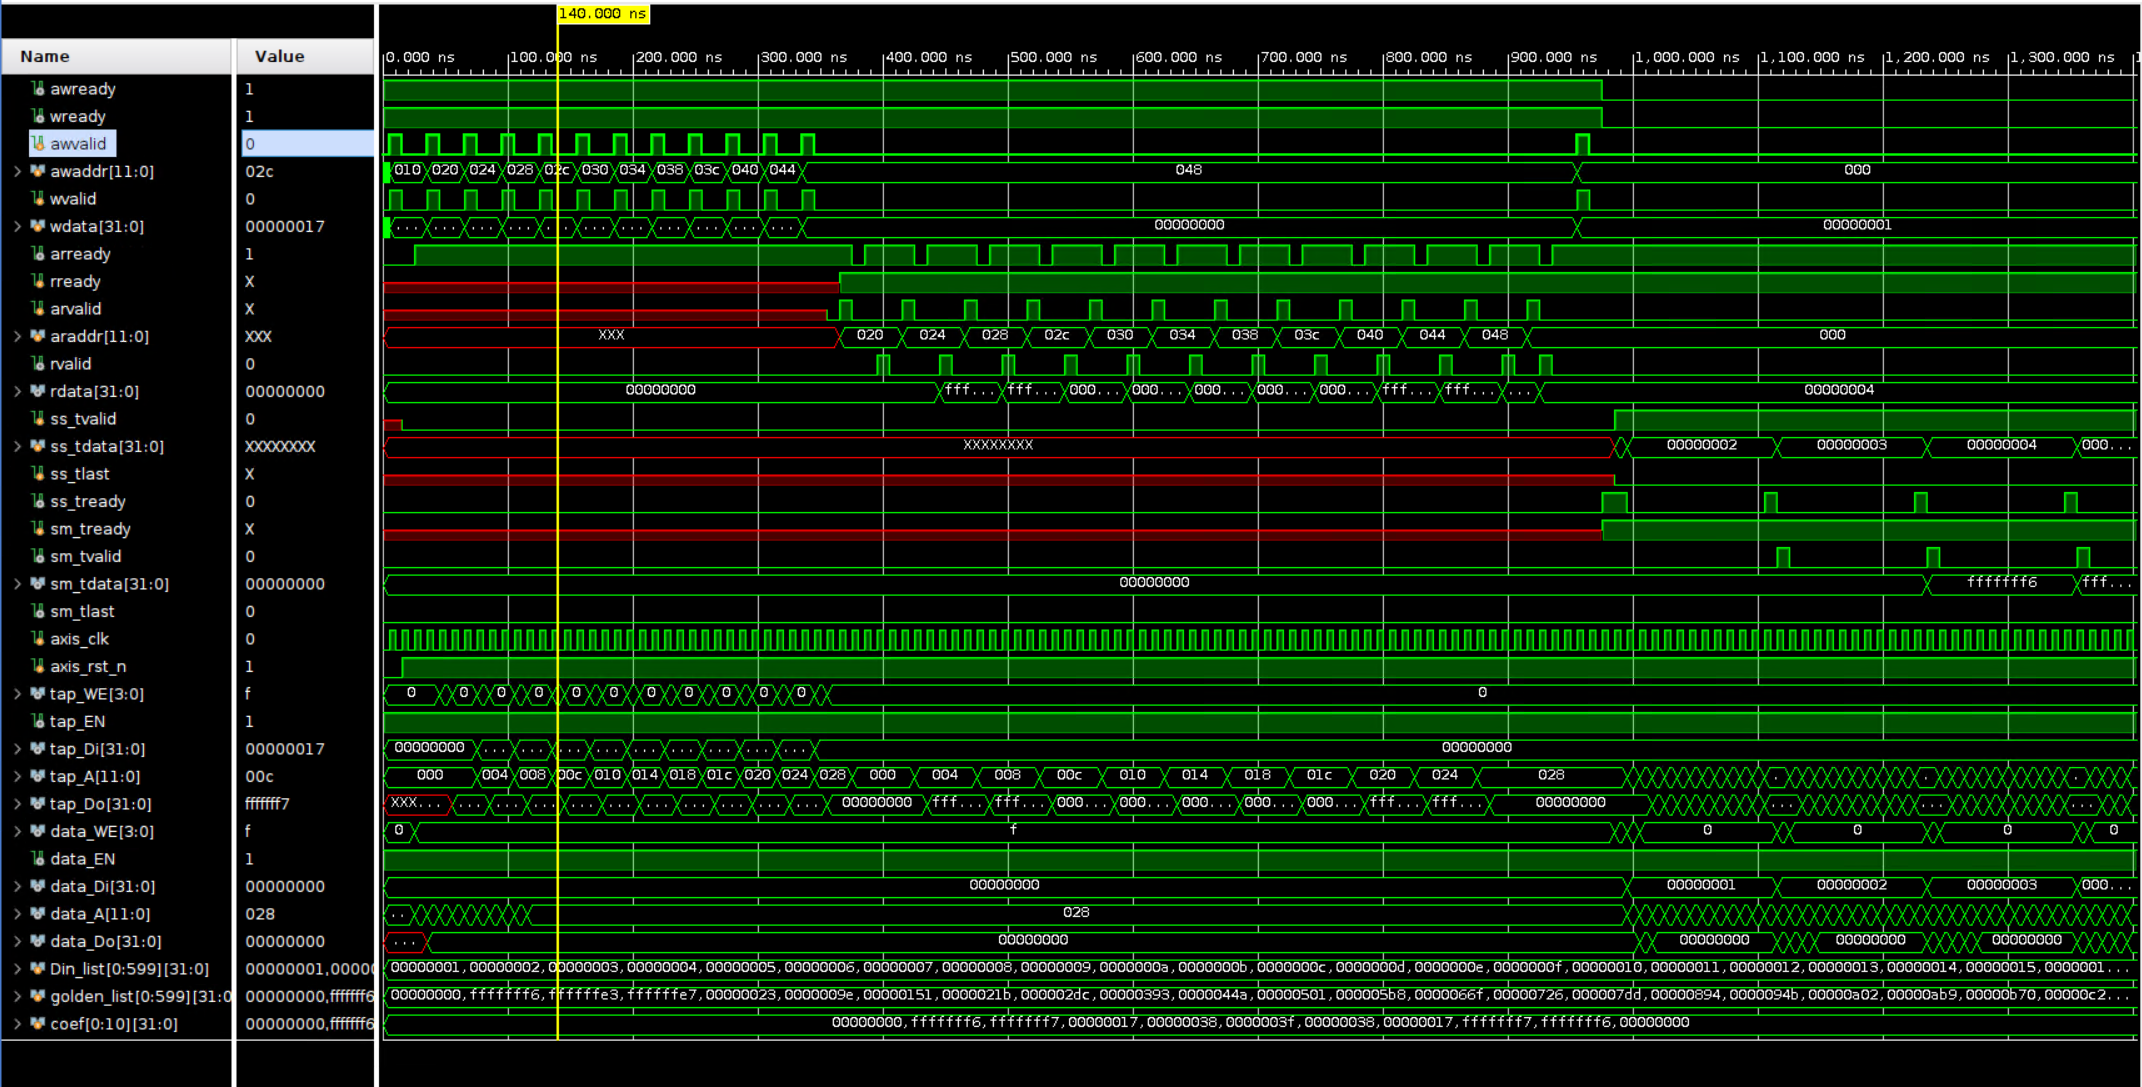 140.000 ns
Name Value 0.000 ns 100.000 ns 200.000 ns 300.000 ns 400.000 ns 500.000 ns 600.000 ns 700.000 ns 800.000 ns 900.000 ns 1,000.000 ns 1,100.000 ns 1,200.000 ns 1,300.000 ns
awready 1
wready 1
awvalid 0
awaddr[11:0] 02c 010 020 024 028 02c 030 034 038 03c 040 044 048 000
wvalid 0
wdata[31:0] 00000017 ... ... ... ... ... ... ... ... ... ... ... 00000000 00000001
arready 1
rready X
arvalid X
araddr[11:0] XXX XXX 020 024 028 02c 030 034 038 03c 040 044 048 000
rvalid 0
rdata[31:0] 00000000 00000000 fff... fff... 000... 000... 000... 000... 000... fff... fff... ... 00000004
ss_tvalid 0
ss_tdata[31:0] XXXXXXXX XXXXXXXX 00000002 00000003 00000004 000...
ss_tlast X
ss_tready 0
sm_tready X
sm_tvalid 0
sm_tdata[31:0] 00000000 00000000 fffffff6 fff...
sm_tlast 0
axis_clk 0
axis_rst_n 1
tap_WE[3:0] f 0 0 0 0 0 0 0 0 0 0 0 0
tap_EN 1
tap_Di[31:0] 00000017 00000000 ... ... ... ... ... ... ... ... ... 00000000
tap_A[11:0] 00c 000 004 008 00c 010 014 018 01c 020 024 028 000 004 008 00c 010 014 018 01c 020 024 028
tap_Do[31:0] fffffff7 XXX... ... ... ... ... ... ... ... ... ... ... 00000000 fff... fff... 000... 000... 000... 000... 000... fff... fff... 00000000 ... ... ...
data_WE[3:0] f 0 f 0 0 0 0
data_EN 1
data_Di[31:0] 00000000 00000000 00000001 00000002 00000003 000...
data_A[11:0] 028 .. 028
data_Do[31:0] 00000000 ... 00000000 00000000 00000000 00000000
Din_list[0:599][31:0] 00000001,00000 00000001,00000002,00000003,00000004,00000005,00000006,00000007,00000008,00000009,0000000a,0000000b,0000000c,0000000d,0000000e,0000000f,00000010,00000011,00000012,00000013,00000014,00000015,0000001...
golden_list[0:599][31:0 00000000,fffffff6 00000000,fffffff6,ffffffe3,ffffffe7,00000023,0000009e,00000151,0000021b,000002dc,00000393,0000044a,00000501,000005b8,0000066f,00000726,000007dd,00000894,0000094b,00000a02,00000ab9,00000b70,00000c2...
coef[0:10][31:0] 00000000,fffffff6 00000000,fffffff6,fffffff7,00000017,00000038,0000003f,00000038,00000017,fffffff7,fffffff6,00000000